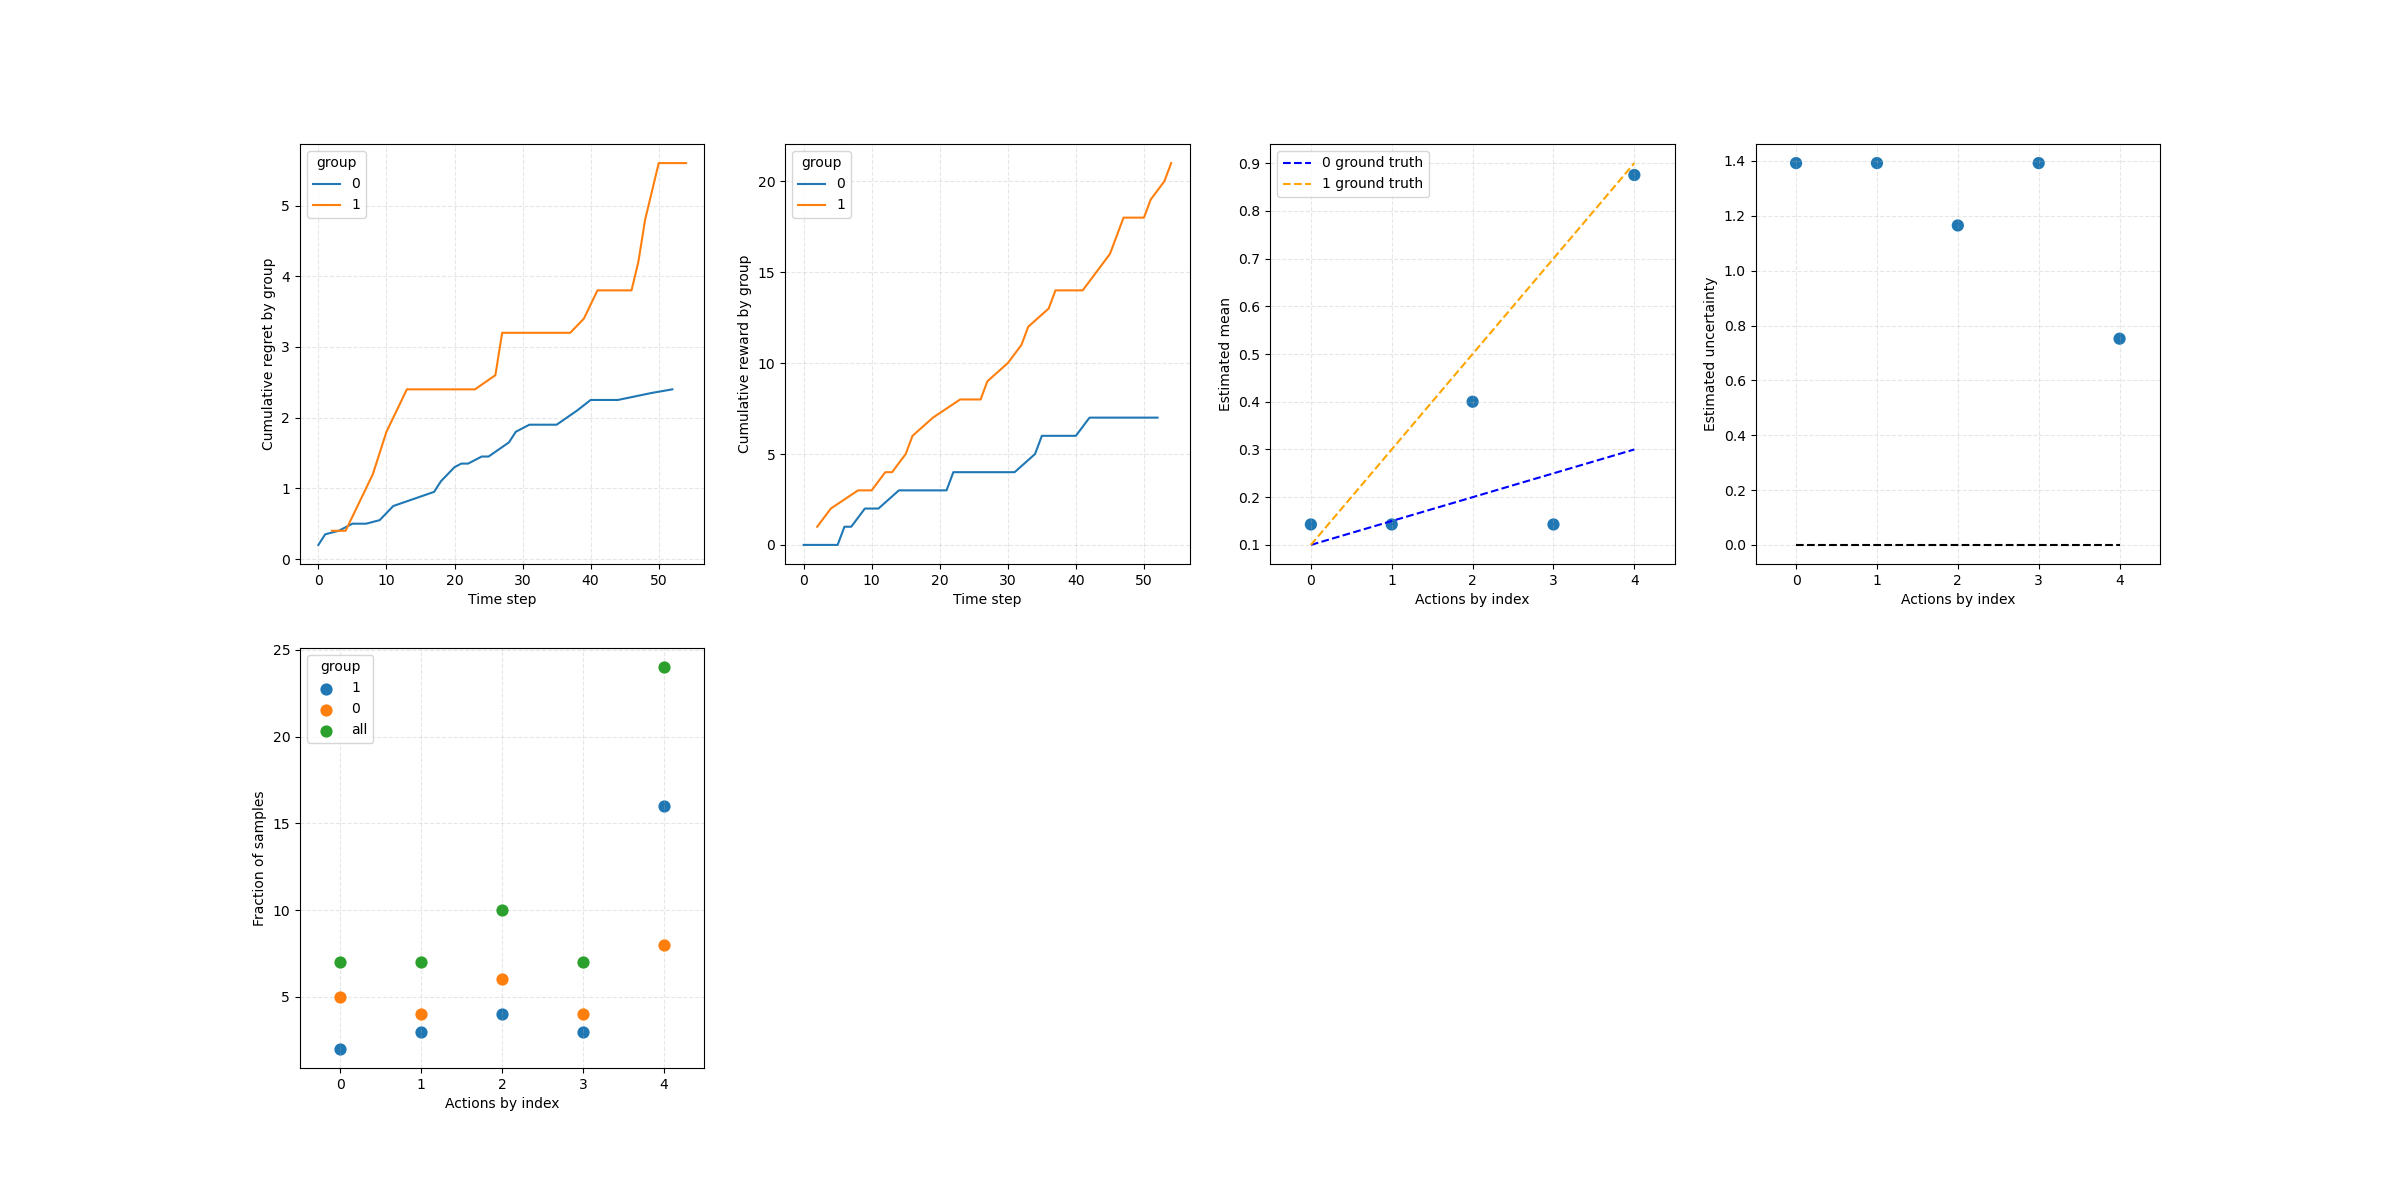 group
0
1
5
4
3
2
1
0
Cumulative regret by group
0 10 20 30 40 50
Time step
group
0
1
20
15
10
5
0
Cumulative reward by group
0 10 20 30 40 50
Time step
0 ground truth
1 ground truth
0.9
0.8
0.7
0.6
0.5
0.4
0.3
0.2
0.1
Estimated mean
0 1 2 3 4
Actions by index
1.4
1.2
1.0
0.8
0.6
0.4
0.2
0.0
Estimated uncertainty
0 1 2 3 4
Actions by index
group
1
0
all
25
20
15
10
5
Fraction of samples
0 1 2 3 4
Actions by index